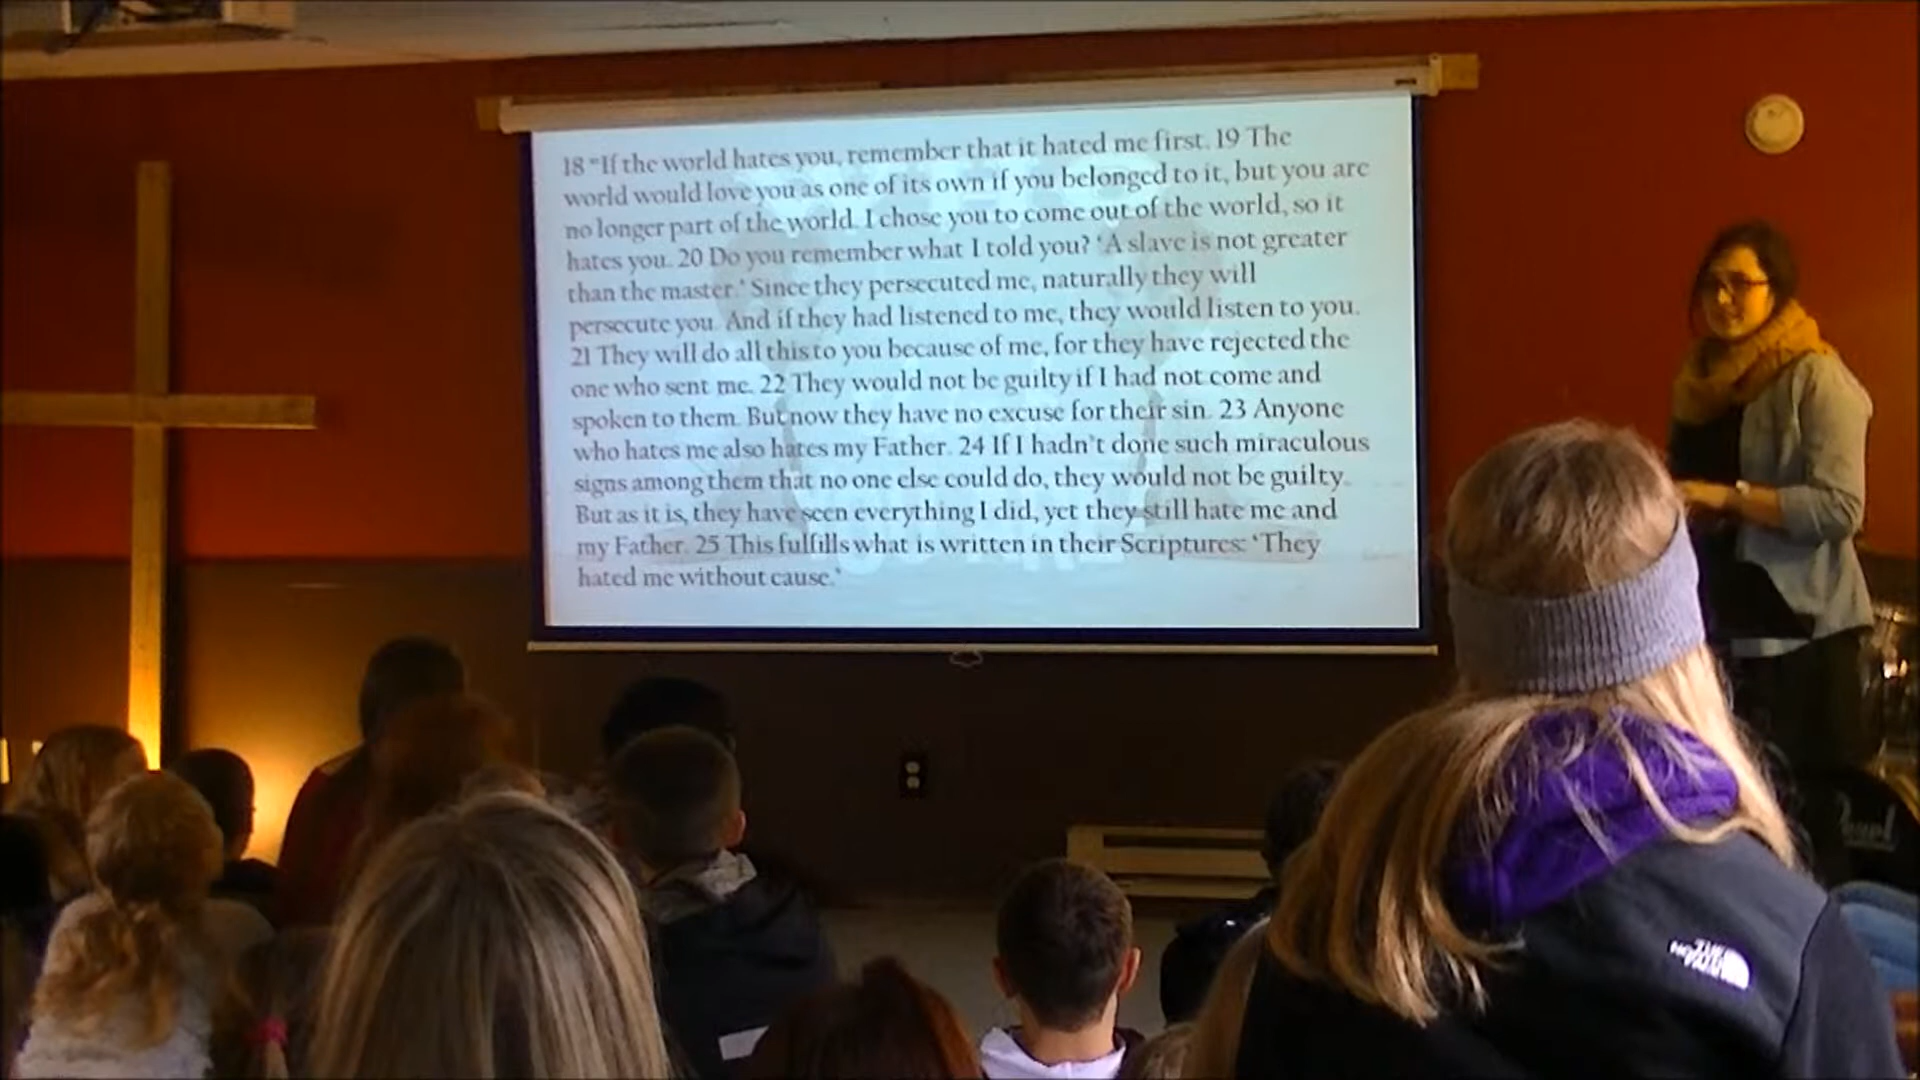 18 "If the world hates you, remember that it hated me first. 19 The
world would love you as one of its own if you belonged to it, but you are
no longer part of the world. I chose you to come out of the world, so it
hates you. 20 Do you remember what I told you? 'A slave is not greater
than the master.' Since they persecuted me, naturally they will
persecute you. And if they had listened to me, they would listen to you.
21 They will do all this to you because of me, for they have rejected the
one who sent me. 22 They would not be guilty if I had not come and
spoken to them. But now they have no excuse for their sin. 23 Anyone
who hates me also hates my Father. 24 If I hadn't done such miraculous
signs among them that no one else could do, they would not be guilty.
But as it is, they have seen everything I did, yet they still hate me and
my Father. 25 This fulfills what is written in their Scriptures: 'They
hated me without cause.'
Pearl
THE
NORTH
FACE